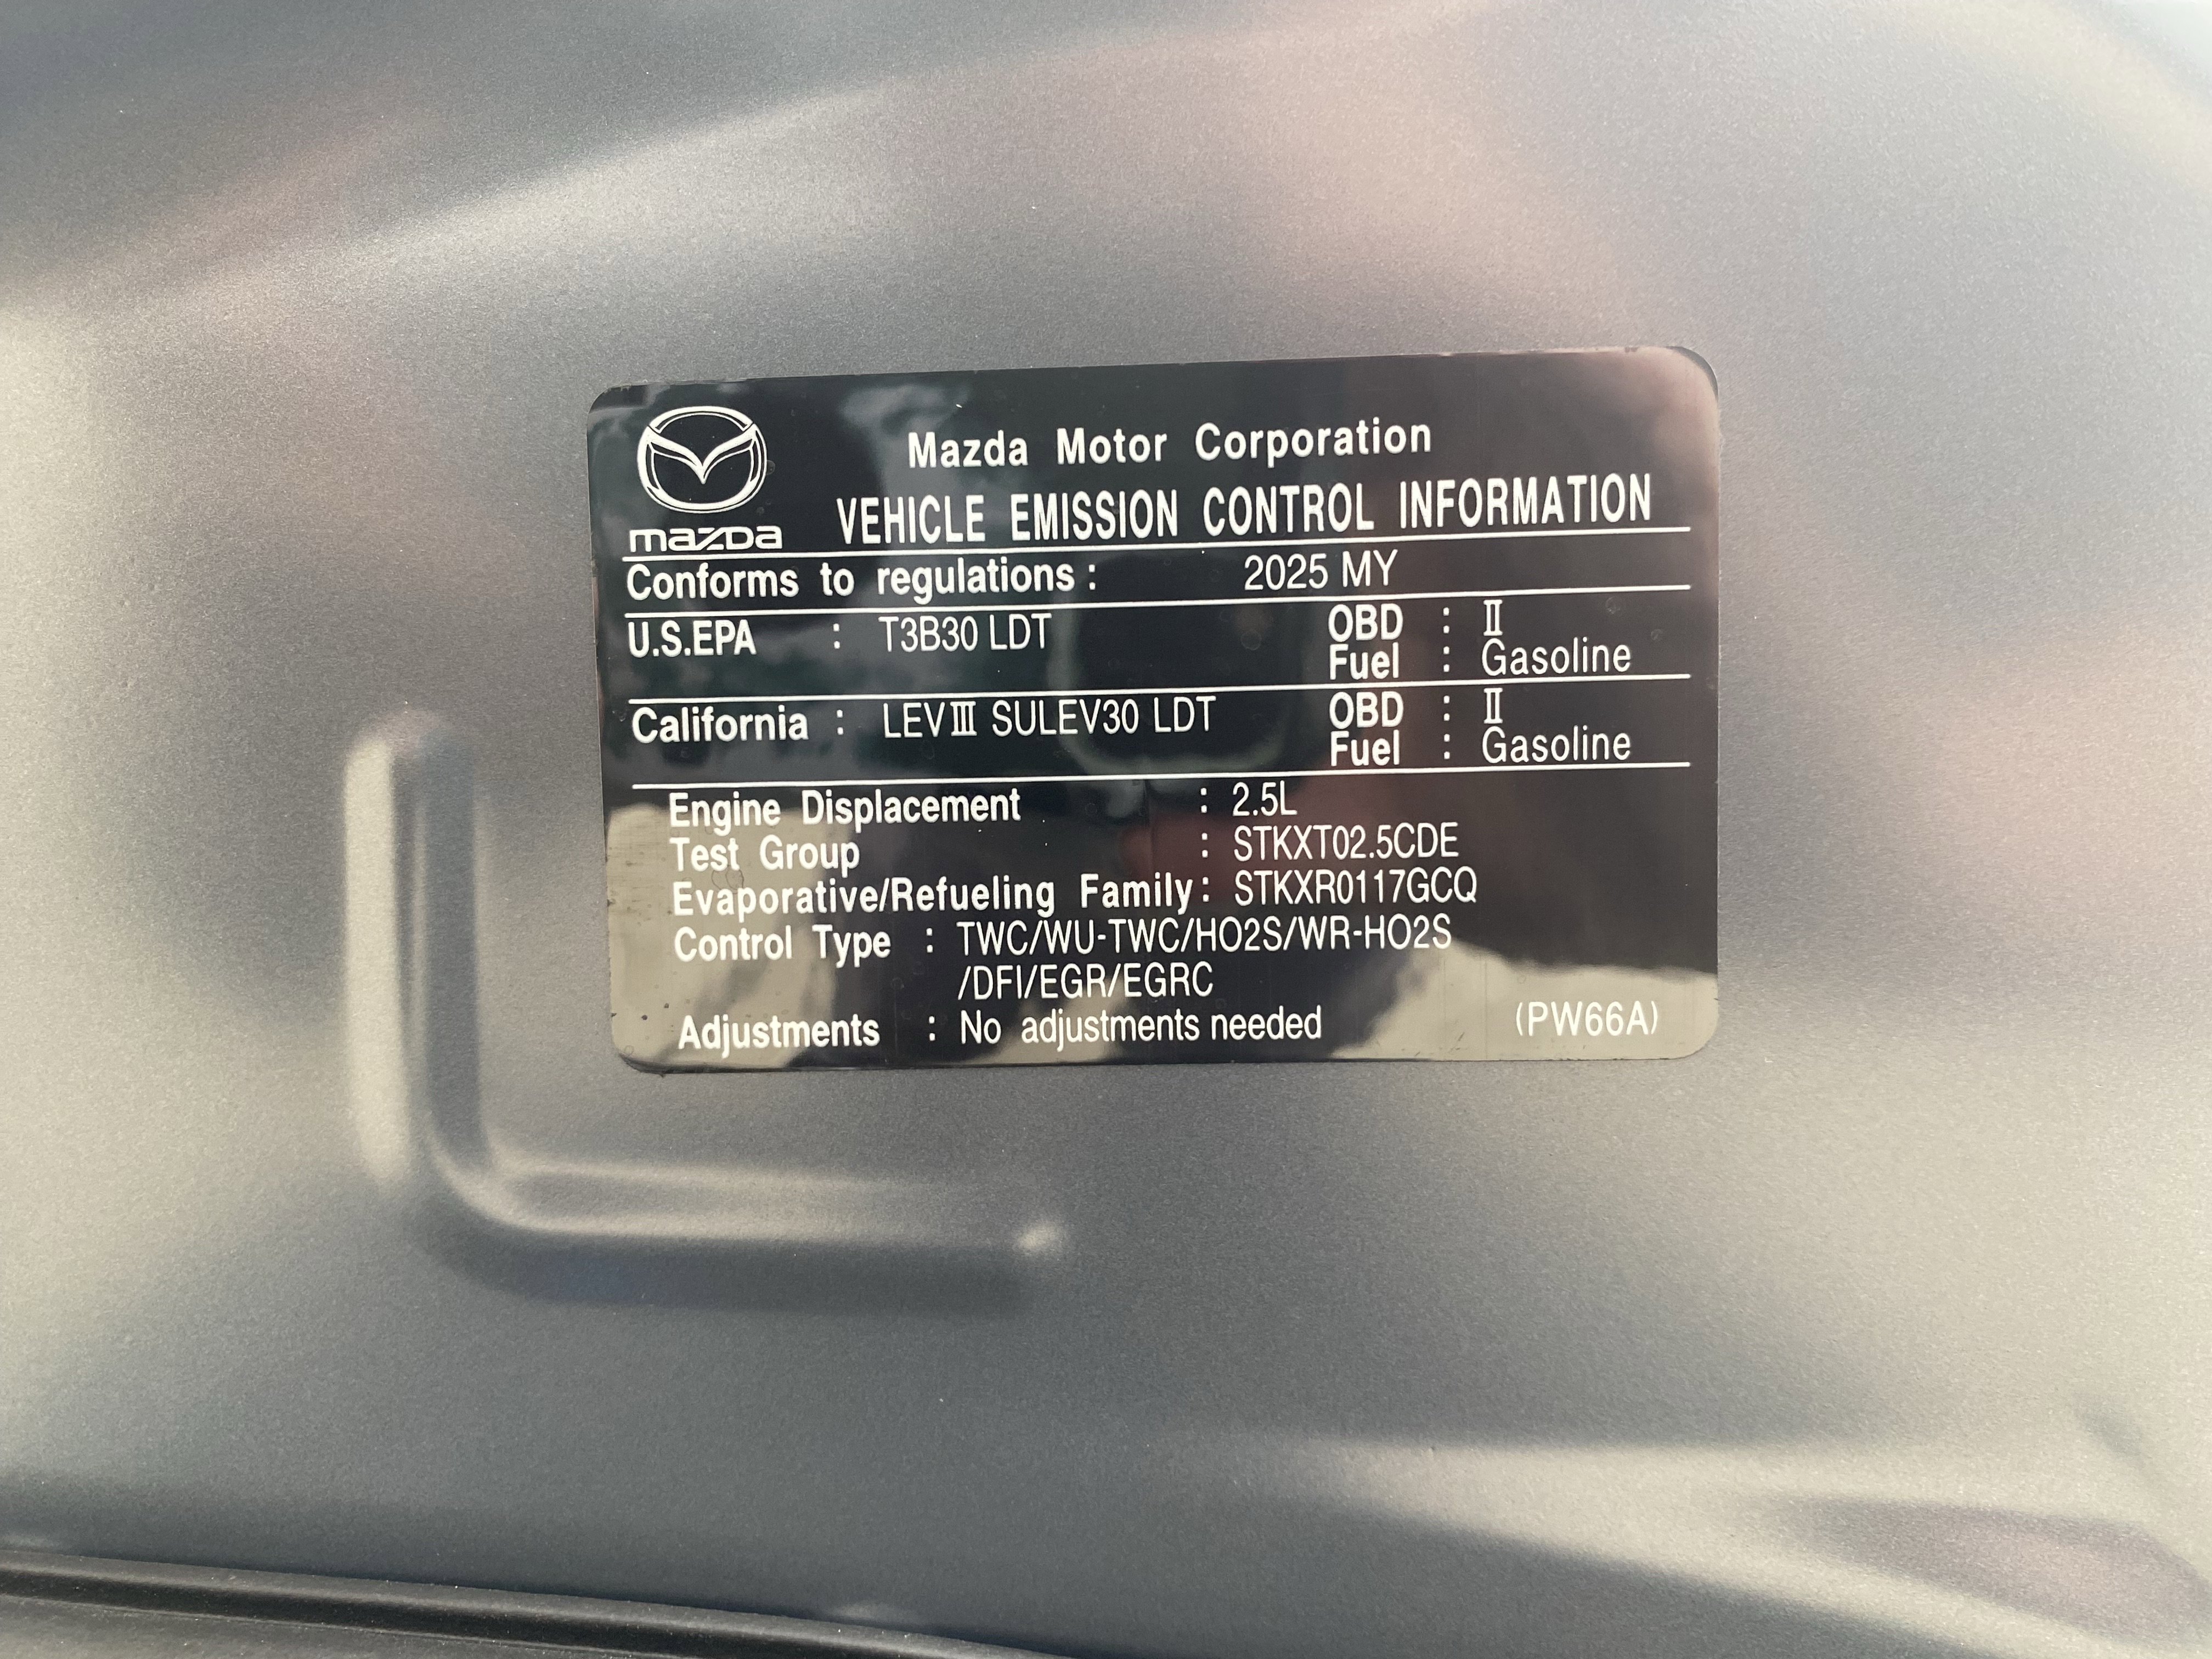 Mazda Motor Corporation
mazda
VEHICLE EMISSION CONTROL INFORMATION
Conforms to regulations : 2025 MY
U.S.EPA : T3B30 LDT OBD : Ⅱ
Fuel : Gasoline
California : LEVⅢ SULEV30 LDT OBD : Ⅱ
Fuel : Gasoline
Engine Displacement : 2.5L
Test Group : STKXT02.5CDE
Evaporative/Refueling Family : STKXR0117GCQ
Control Type : TWC/WU-TWC/HO2S/WR-HO2S
/DFI/EGR/EGRC
Adjustments : No adjustments needed (PW66A)